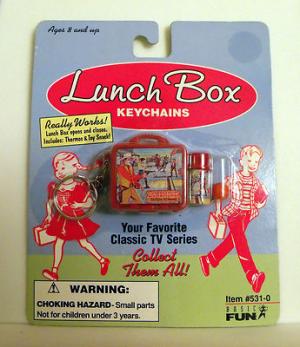 Ages 8 and up
Lunch Box
KEYCHAINS
Really Works!
Lunch Box opens and closes.
Includes: Thermos & Toy Snack!
Your Favorite
Classic TV Series
Collect
Them All!
WARNING:
CHOKING HAZARD- Small parts
Not for children under 3 years.
Item #531-0
BASIC
FUN